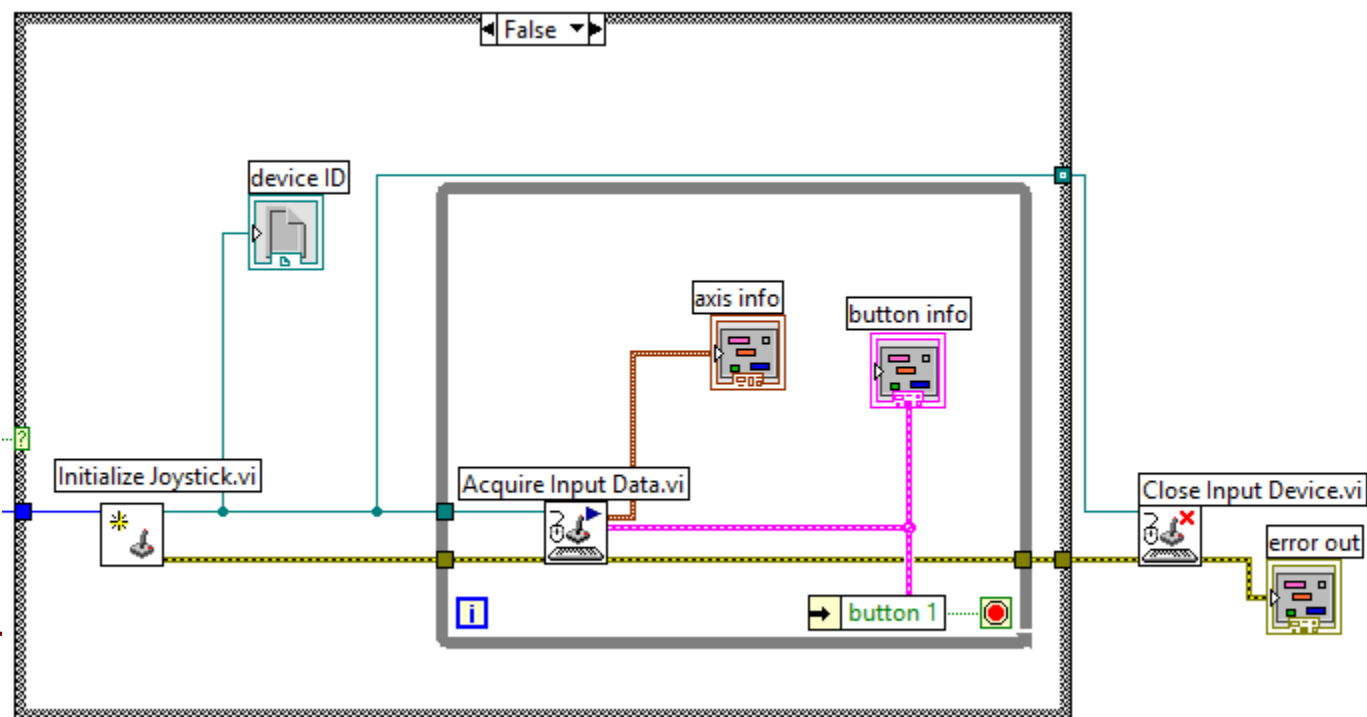 False
device ID
axis info
button info
?
Initialize Joystick.vi
Acquire Input Data.vi
Close Input Device.vi
error out
i
button 1